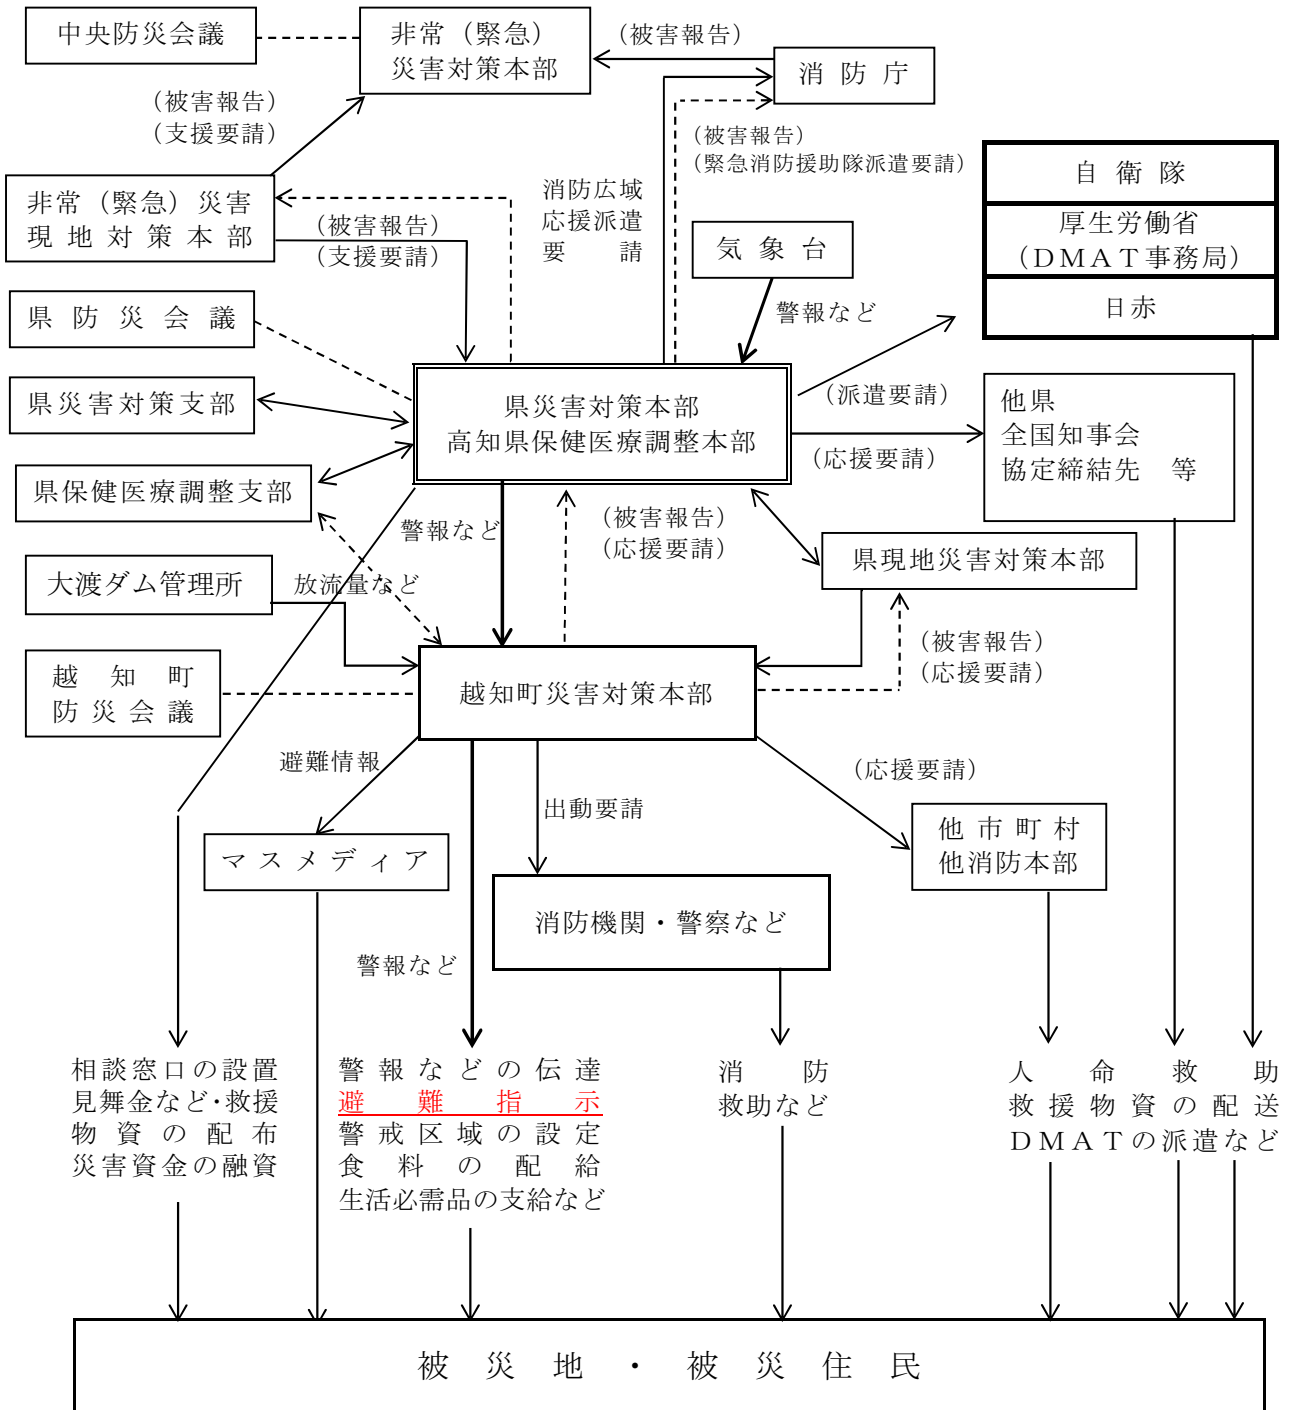 中央防災会議
非常（緊急）
災害対策本部
（被害報告）
消防庁
（被害報告）
（支援要請）
（被害報告）
（緊急消防援助隊派遣要請）
自衛隊
厚生労働省
（ＤＭＡＴ事務局）
日赤
非常（緊急）災害
現地対策本部
（被害報告）
（支援要請）
消防広域
応援派遣
要請
気象台
警報など
県防災会議
県災害対策支部
県災害対策本部
高知県保健医療調整本部
（派遣要請）
（応援要請）
他県
全国知事会
協定締結先　等
県保健医療調整支部
警報など
（被害報告）
（応援要請）
県現地災害対策本部
大渡ダム管理所
放流量など
（被害報告）
（応援要請）
越知町
防災会議
越知町災害対策本部
避難情報
出動要請
（応援要請）
マスメディア
他市町村
他消防本部
消防機関・警察など
警報など
相談窓口の設置
見舞金など・救援
物資の配布
災害資金の融資
警報などの伝達
避難指示
警戒区域の設定
食料の配給
生活必需品の支給など
消防
救助など
人命救助
救援物資の配送
ＤＭＡＴの派遣など
被災地・被災住民